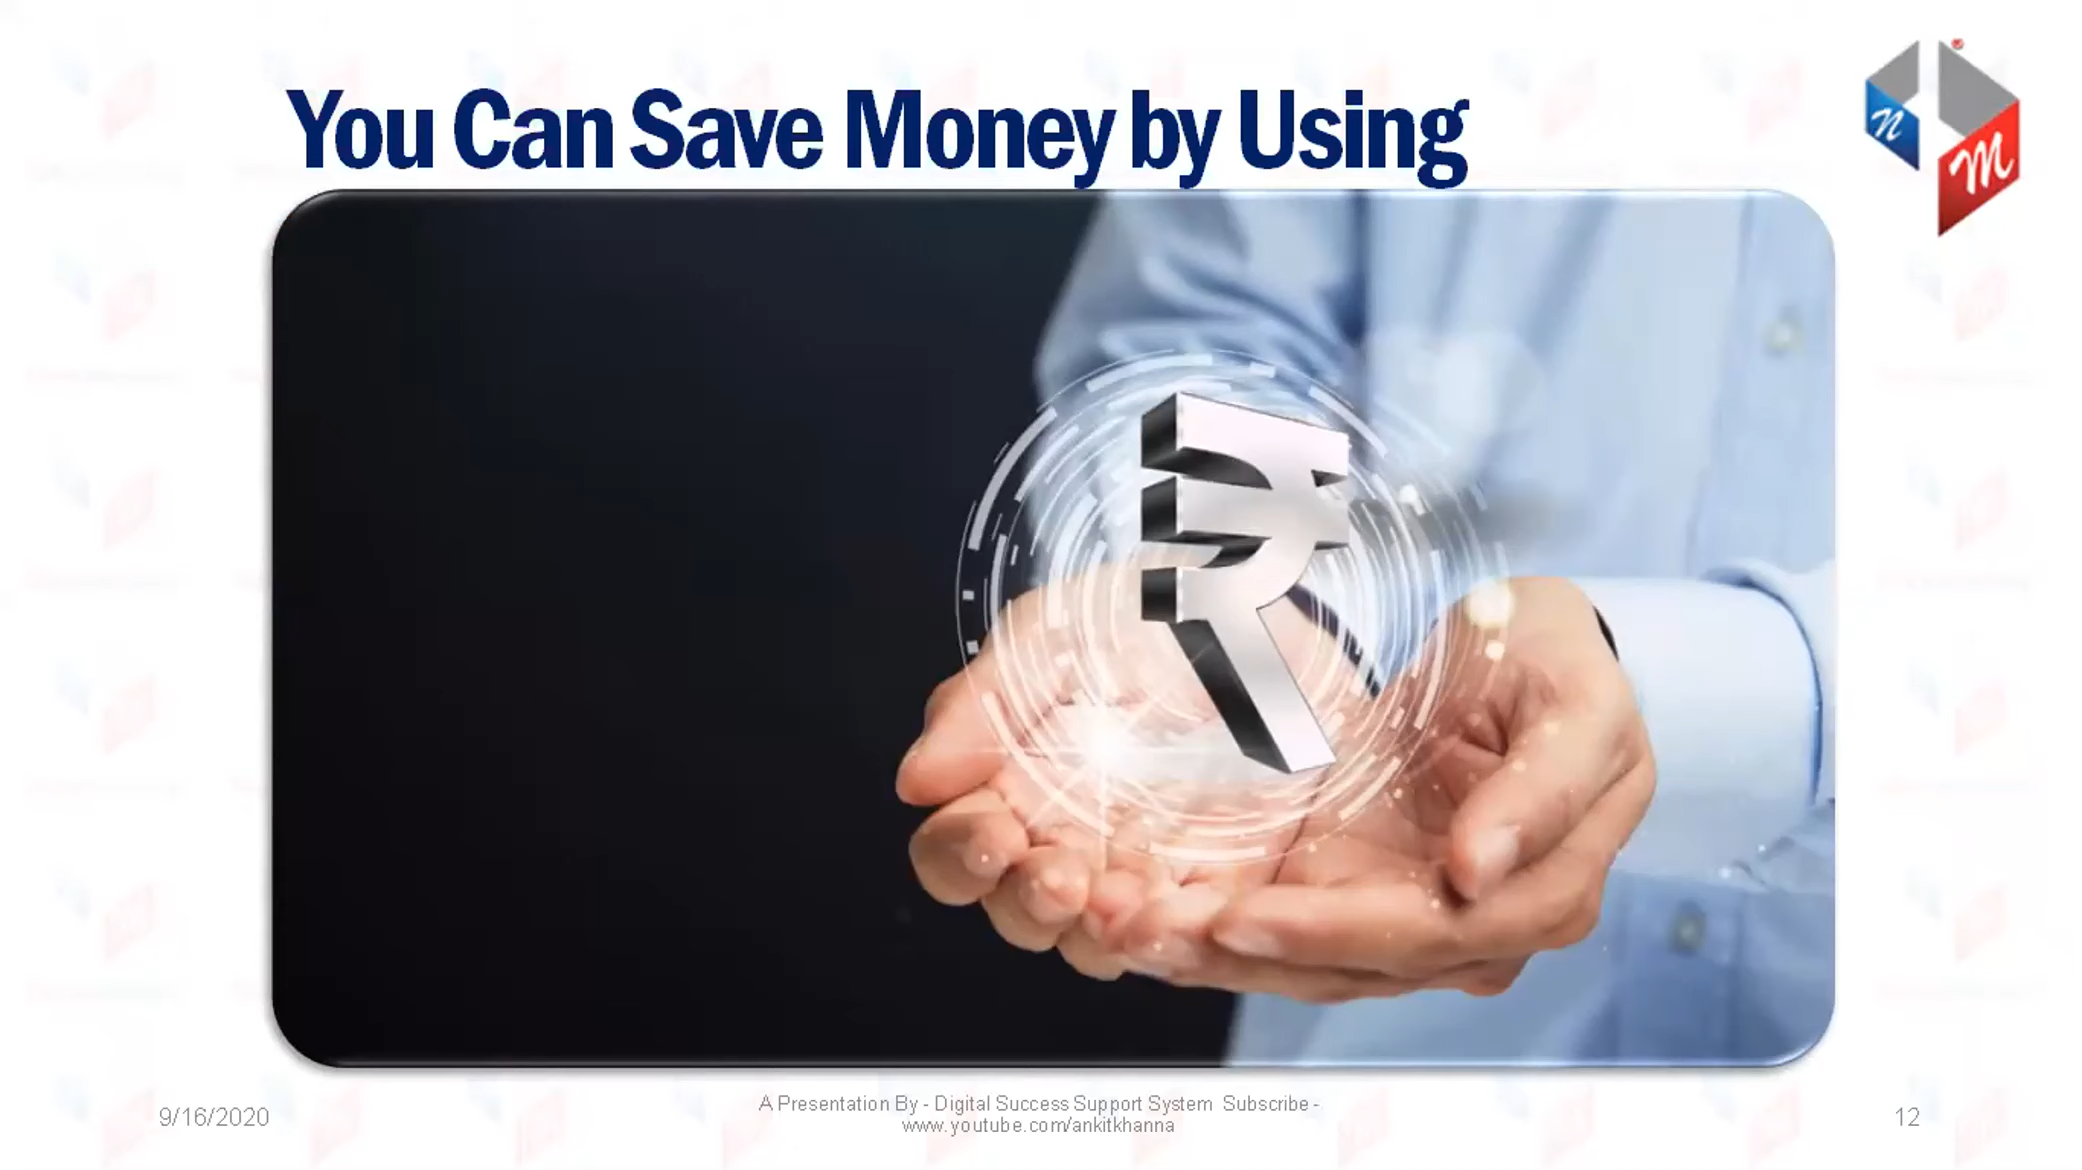 You Can Save Money by Using
n
M
₹
9/16/2020
A Presentation By - Digital Success Support System Subscribe -
www.youtube.com/ankitkhanna
12